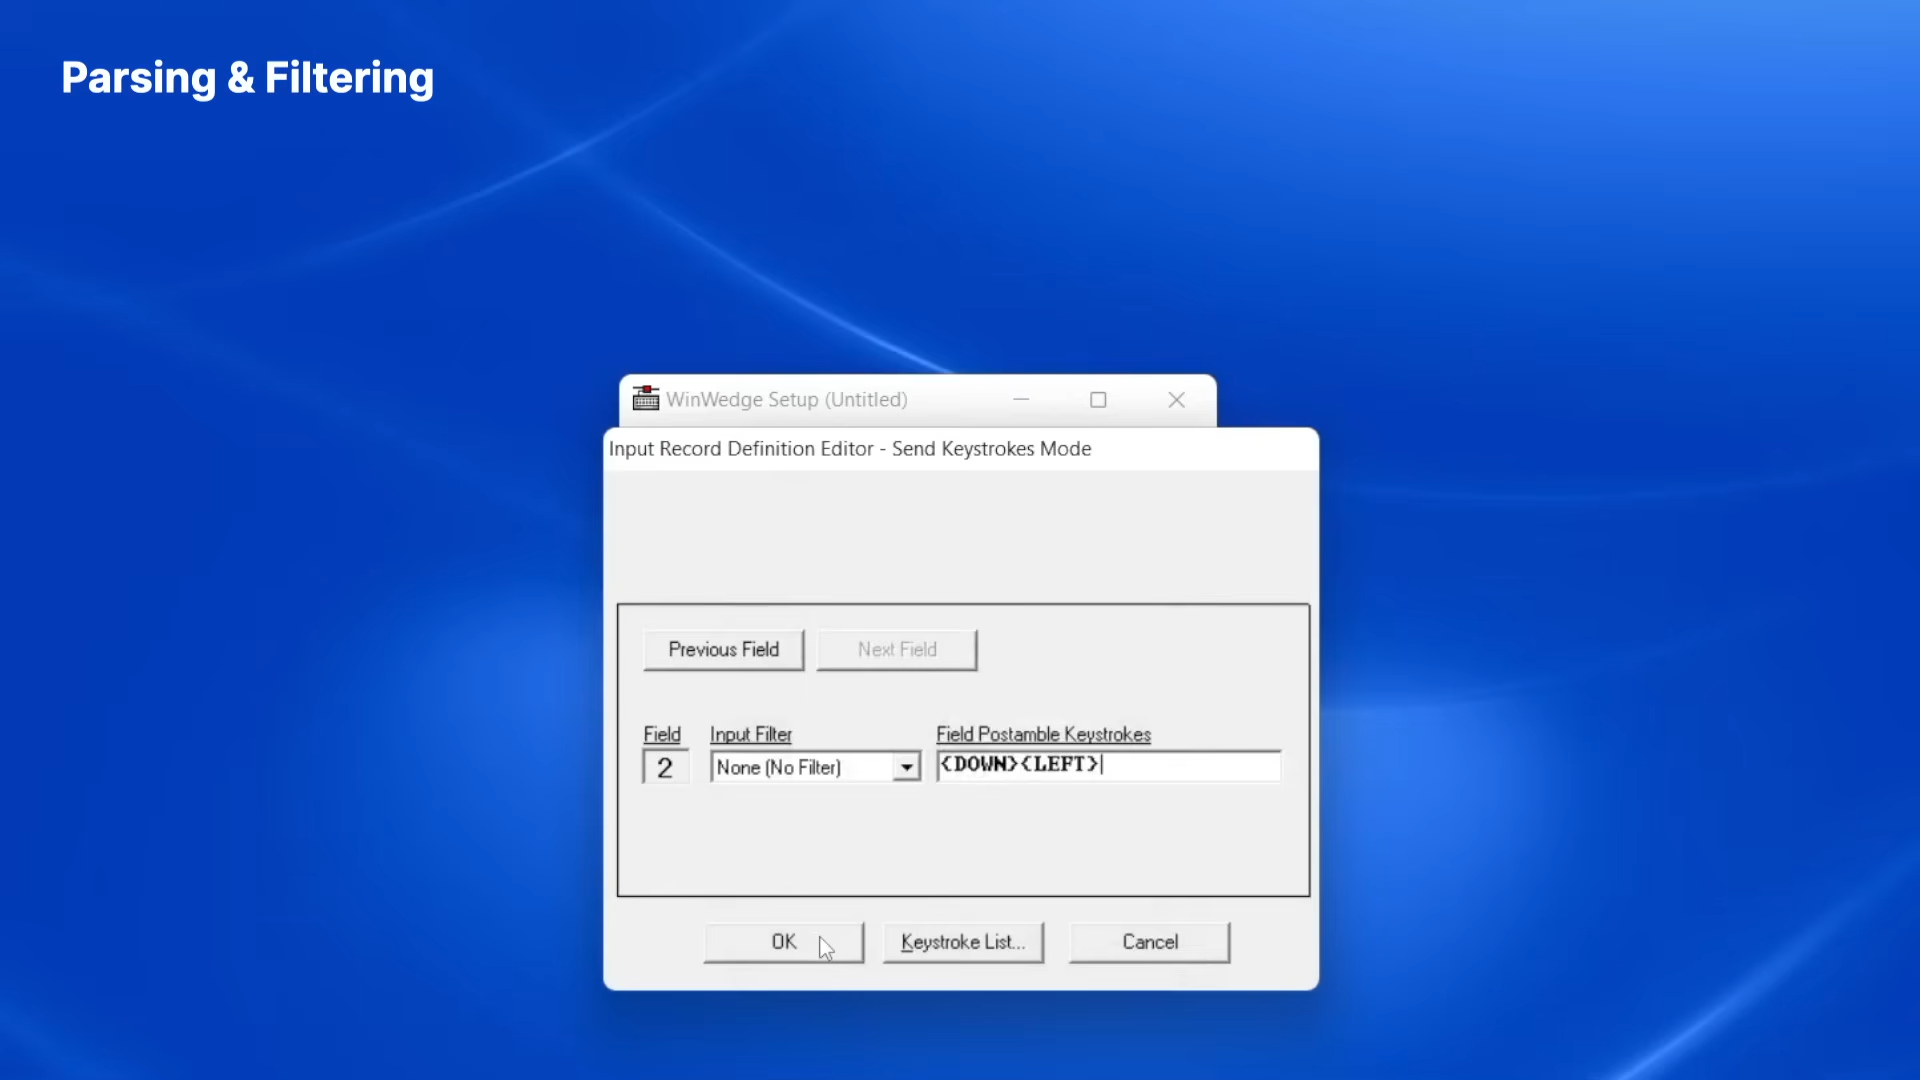 Parsing & Filtering
WinWedge Setup (Untitled)
Input Record Definition Editor - Send Keystrokes Mode
Previous Field
Next Field
Field
Input Filter
Field Postamble Keystrokes
2
None (No Filter)
{DOWN}{LEFT}
OK
Keystroke List...
Cancel